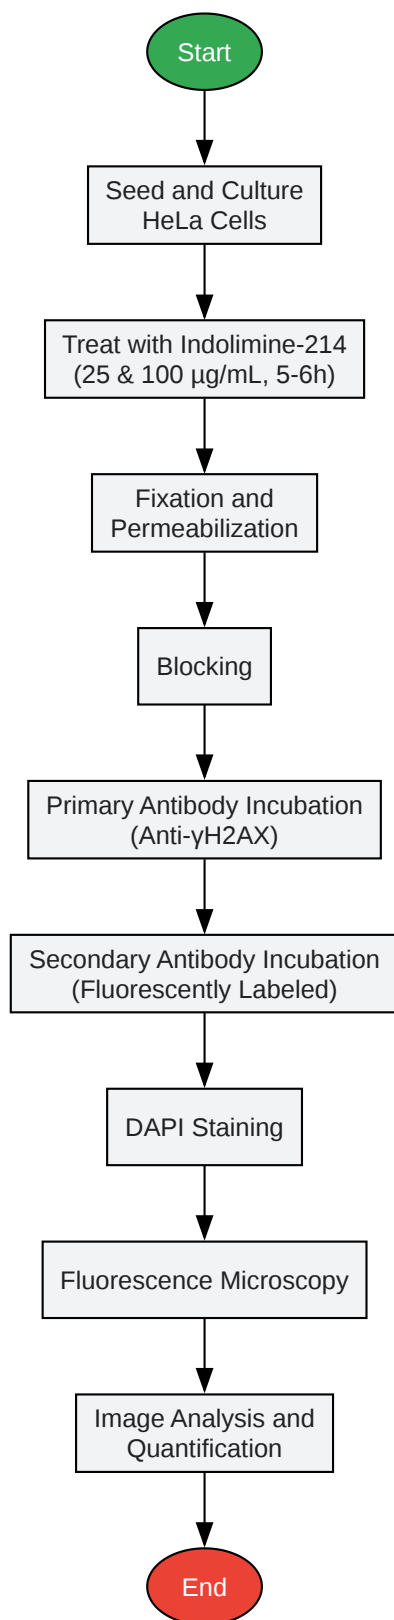 Start
Seed and Culture
HeLa Cells
Treat with Indolimine-214
(25 & 100 µg/mL, 5-6h)
Fixation and
Permeabilization
Blocking
Primary Antibody Incubation
(Anti-γH2AX)
Secondary Antibody Incubation
(Fluorescently Labeled)
DAPI Staining
Fluorescence Microscopy
Image Analysis and
Quantification
End